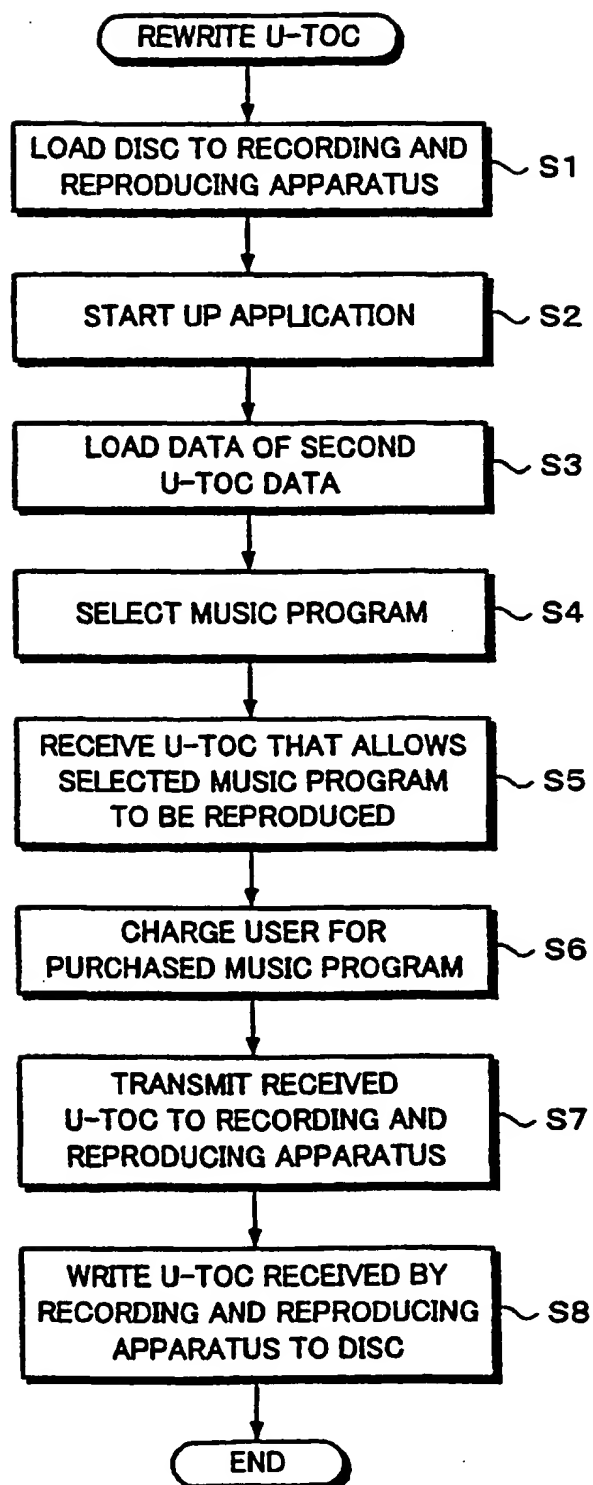 REWRITE U-TOC
LOAD DISC TO RECORDING AND
REPRODUCING APPARATUS
S1
START UP APPLICATION
S2
LOAD DATA OF SECOND
U-TOC DATA
S3
SELECT MUSIC PROGRAM
S4
RECEIVE U-TOC THAT ALLOWS
SELECTED MUSIC PROGRAM
TO BE REPRODUCED
S5
CHARGE USER FOR
PURCHASED MUSIC PROGRAM
S6
TRANSMIT RECEIVED
U-TOC TO RECORDING AND
REPRODUCING APPARATUS
S7
WRITE U-TOC RECEIVED BY
RECORDING AND REPRODUCING
APPARATUS TO DISC
S8
END